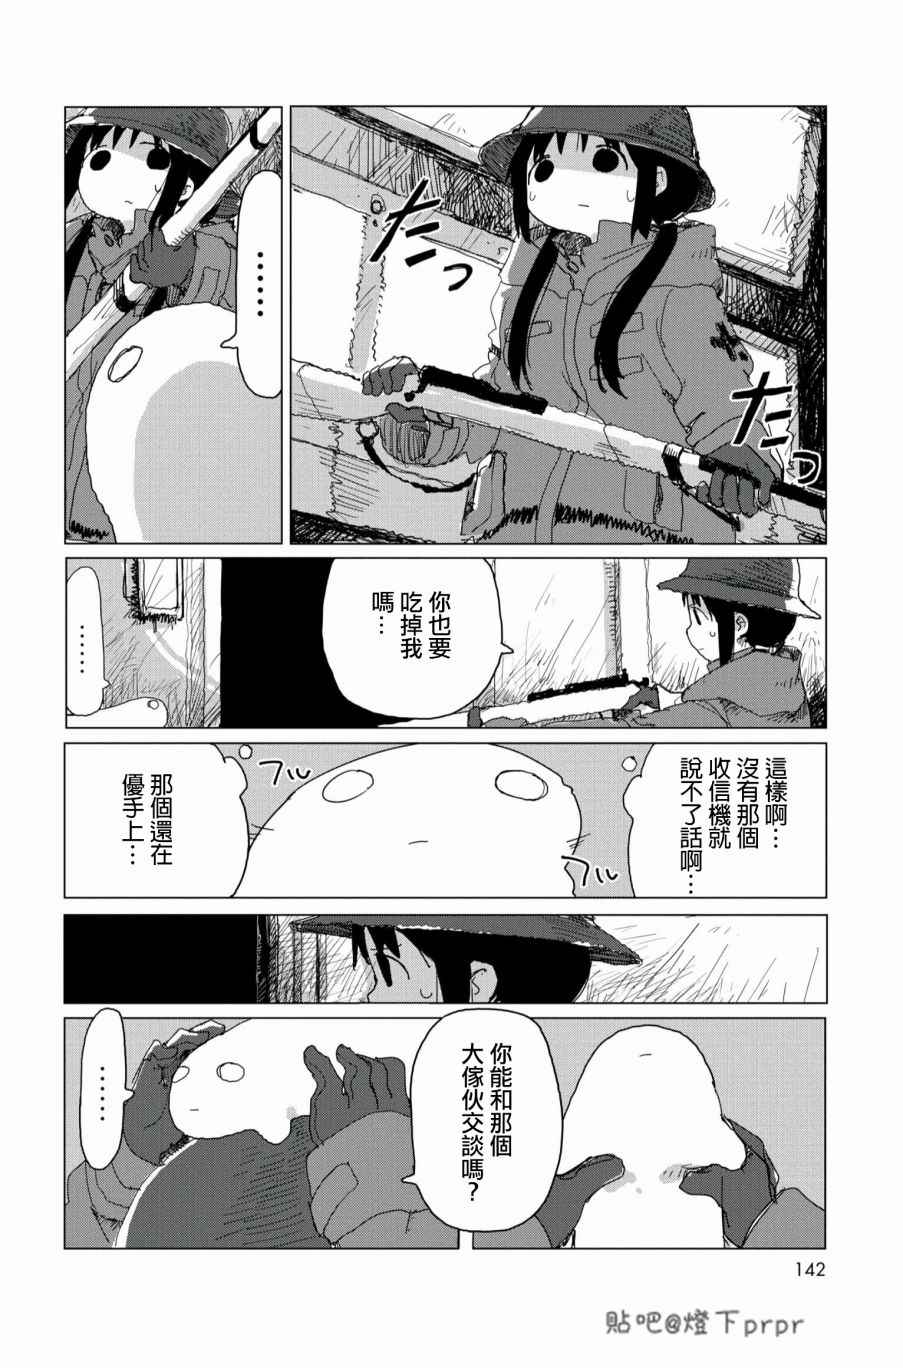 たっ
たっ
………
你也要
吃掉我
嗎…
………
這樣啊…
沒有那個
收信機就
說不了話啊…
フル
フル
那個還在
優手上…
你能和那個
大傢伙交談嗎？
………
142
貼吧@燈下prpr